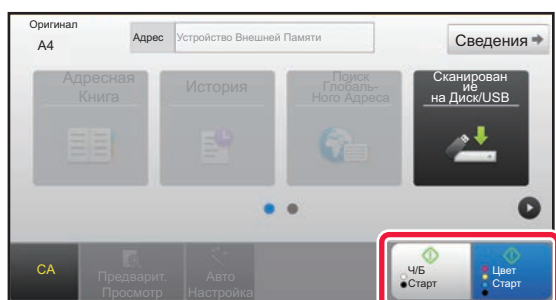 Оригинал
A4
Адрес
Устройство Внешней Памяти
Сведения
Адресная
Книга
История
Поиск
Глобаль-
Ного Адреса
Сканирован
ие
на Диск/USB
CA
Предварит.
Просмотр
Авто
Настройка
Ч/Б
Старт
Цвет
Старт